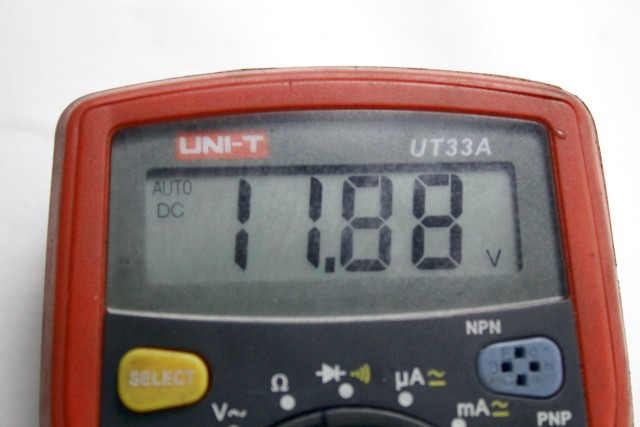 UNI-T
UT33A
AUTO
DC
11.88 V
NPN
SELECT
Ω
µA
V~
mA
PNP